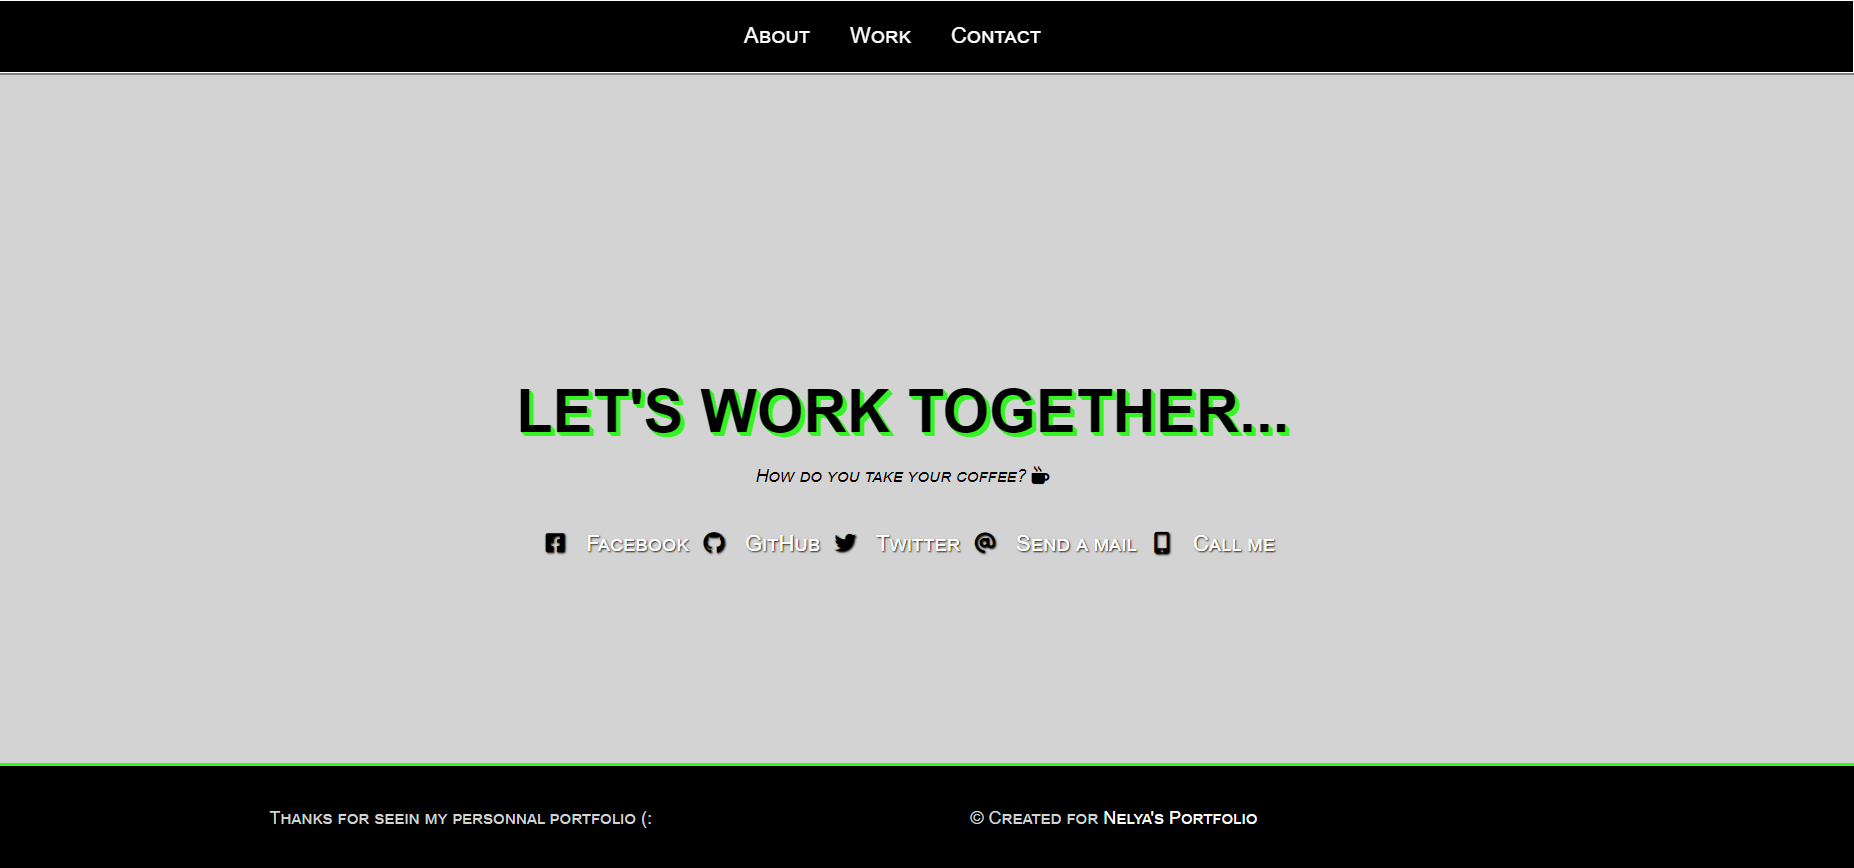 About Work Contact
LET'S WORK TOGETHER...
How do you take your coffee?
Facebook GitHub Twitter @ Send a mail Call me
Thanks for seein my personnal portfolio (: © Created for Nelya's Portfolio